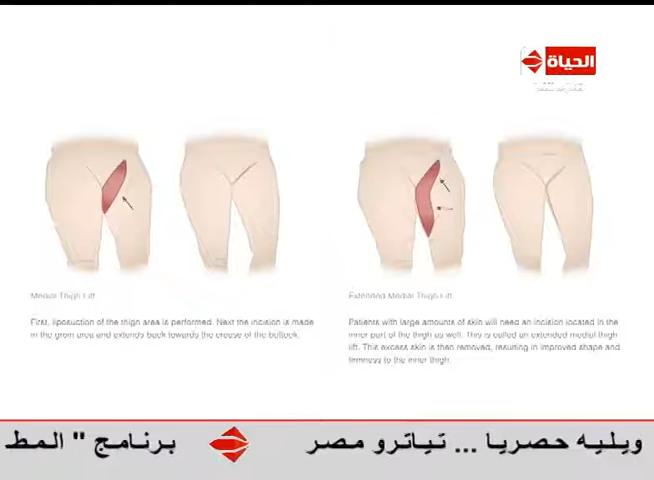 الحياة
Medial Thigh Lift
First, liposuction of the thigh area is performed. Next the incision is made
in the groin area and extends back towards the crease of the buttock.
Extended Medial Thigh Lift
Patients with large amounts of skin will need an incision located in the
inner part of the thigh as well. This is called an extended medial thigh
lift. This excess skin is then removed, resulting in improved shape and
firmness to the inner thigh.
ويليه حصريا ... تياترو مصر
برنامج " المط